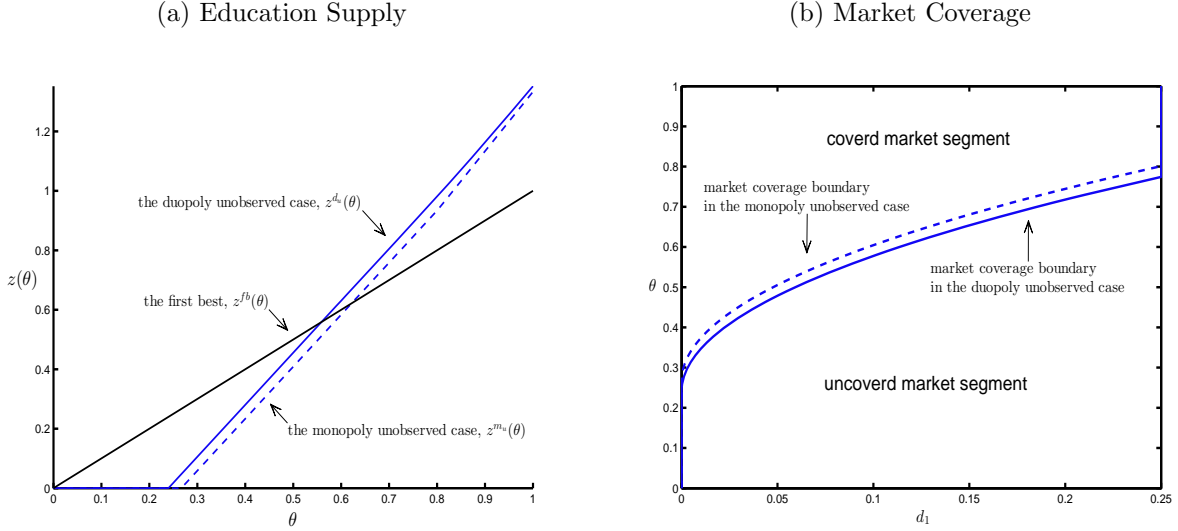 (a) Education Supply
1.2
1
0.8
0.6
0.4
0.2
0
z(θ)
the duopoly unobserved case, z^{d_u}(θ)
the first best, z^{fb}(θ)
the monopoly unobserved case, z^{m_u}(θ)
0 0.1 0.2 0.3 0.4 0.5 0.6 0.7 0.8 0.9 1
θ
(b) Market Coverage
1
0.9
0.8
0.7
0.6
0.5
0.4
0.3
0.2
0.1
0
θ
coverd market segment
market coverage boundary
in the monopoly unobserved case
market coverage boundary
in the duopoly unobserved case
uncoverd market segment
0 0.05 0.1 0.15 0.2 0.25
d_1